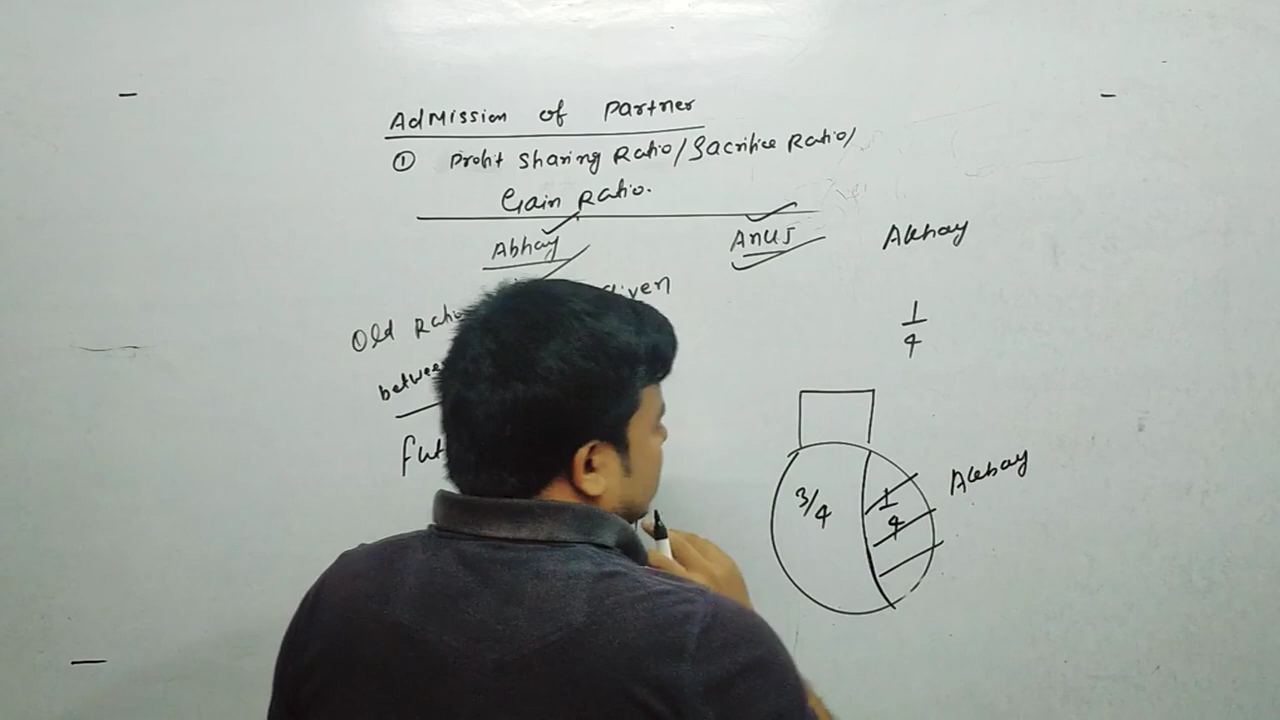 Admission of Partner
① Profit Sharing Ratio/Sacrifice Ratio/
Gain Ratio.
Abhay Anuj Akhay
Old Ratio given
1/4
between
Fut
3/4 1/4 Akhay